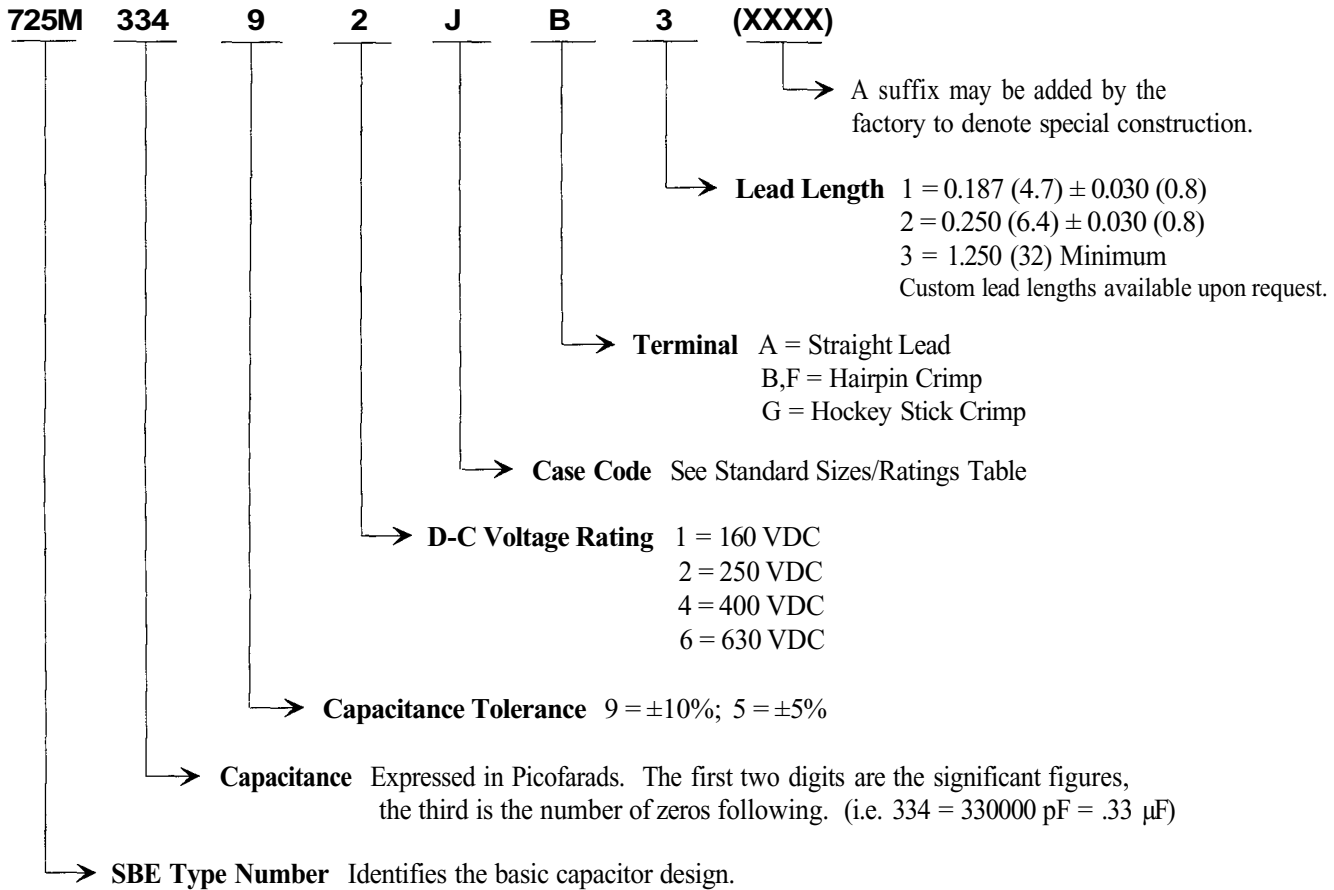 725M 334 9 2 J B 3 (XXXX)
A suffix may be added by the
factory to denote special construction.
Lead Length 1 = 0.187 (4.7) ± 0.030 (0.8)
2 = 0.250 (6.4) ± 0.030 (0.8)
3 = 1.250 (32) Minimum
Custom lead lengths available upon request.
Terminal A = Straight Lead
B,F = Hairpin Crimp
G = Hockey Stick Crimp
Case Code See Standard Sizes/Ratings Table
D-C Voltage Rating 1 = 160 VDC
2 = 250 VDC
4 = 400 VDC
6 = 630 VDC
Capacitance Tolerance 9 = ±10%; 5 = ±5%
Capacitance Expressed in Picofarads. The first two digits are the significant figures,
the third is the number of zeros following. (i.e. 334 = 330000 pF = .33 µF)
SBE Type Number Identifies the basic capacitor design.